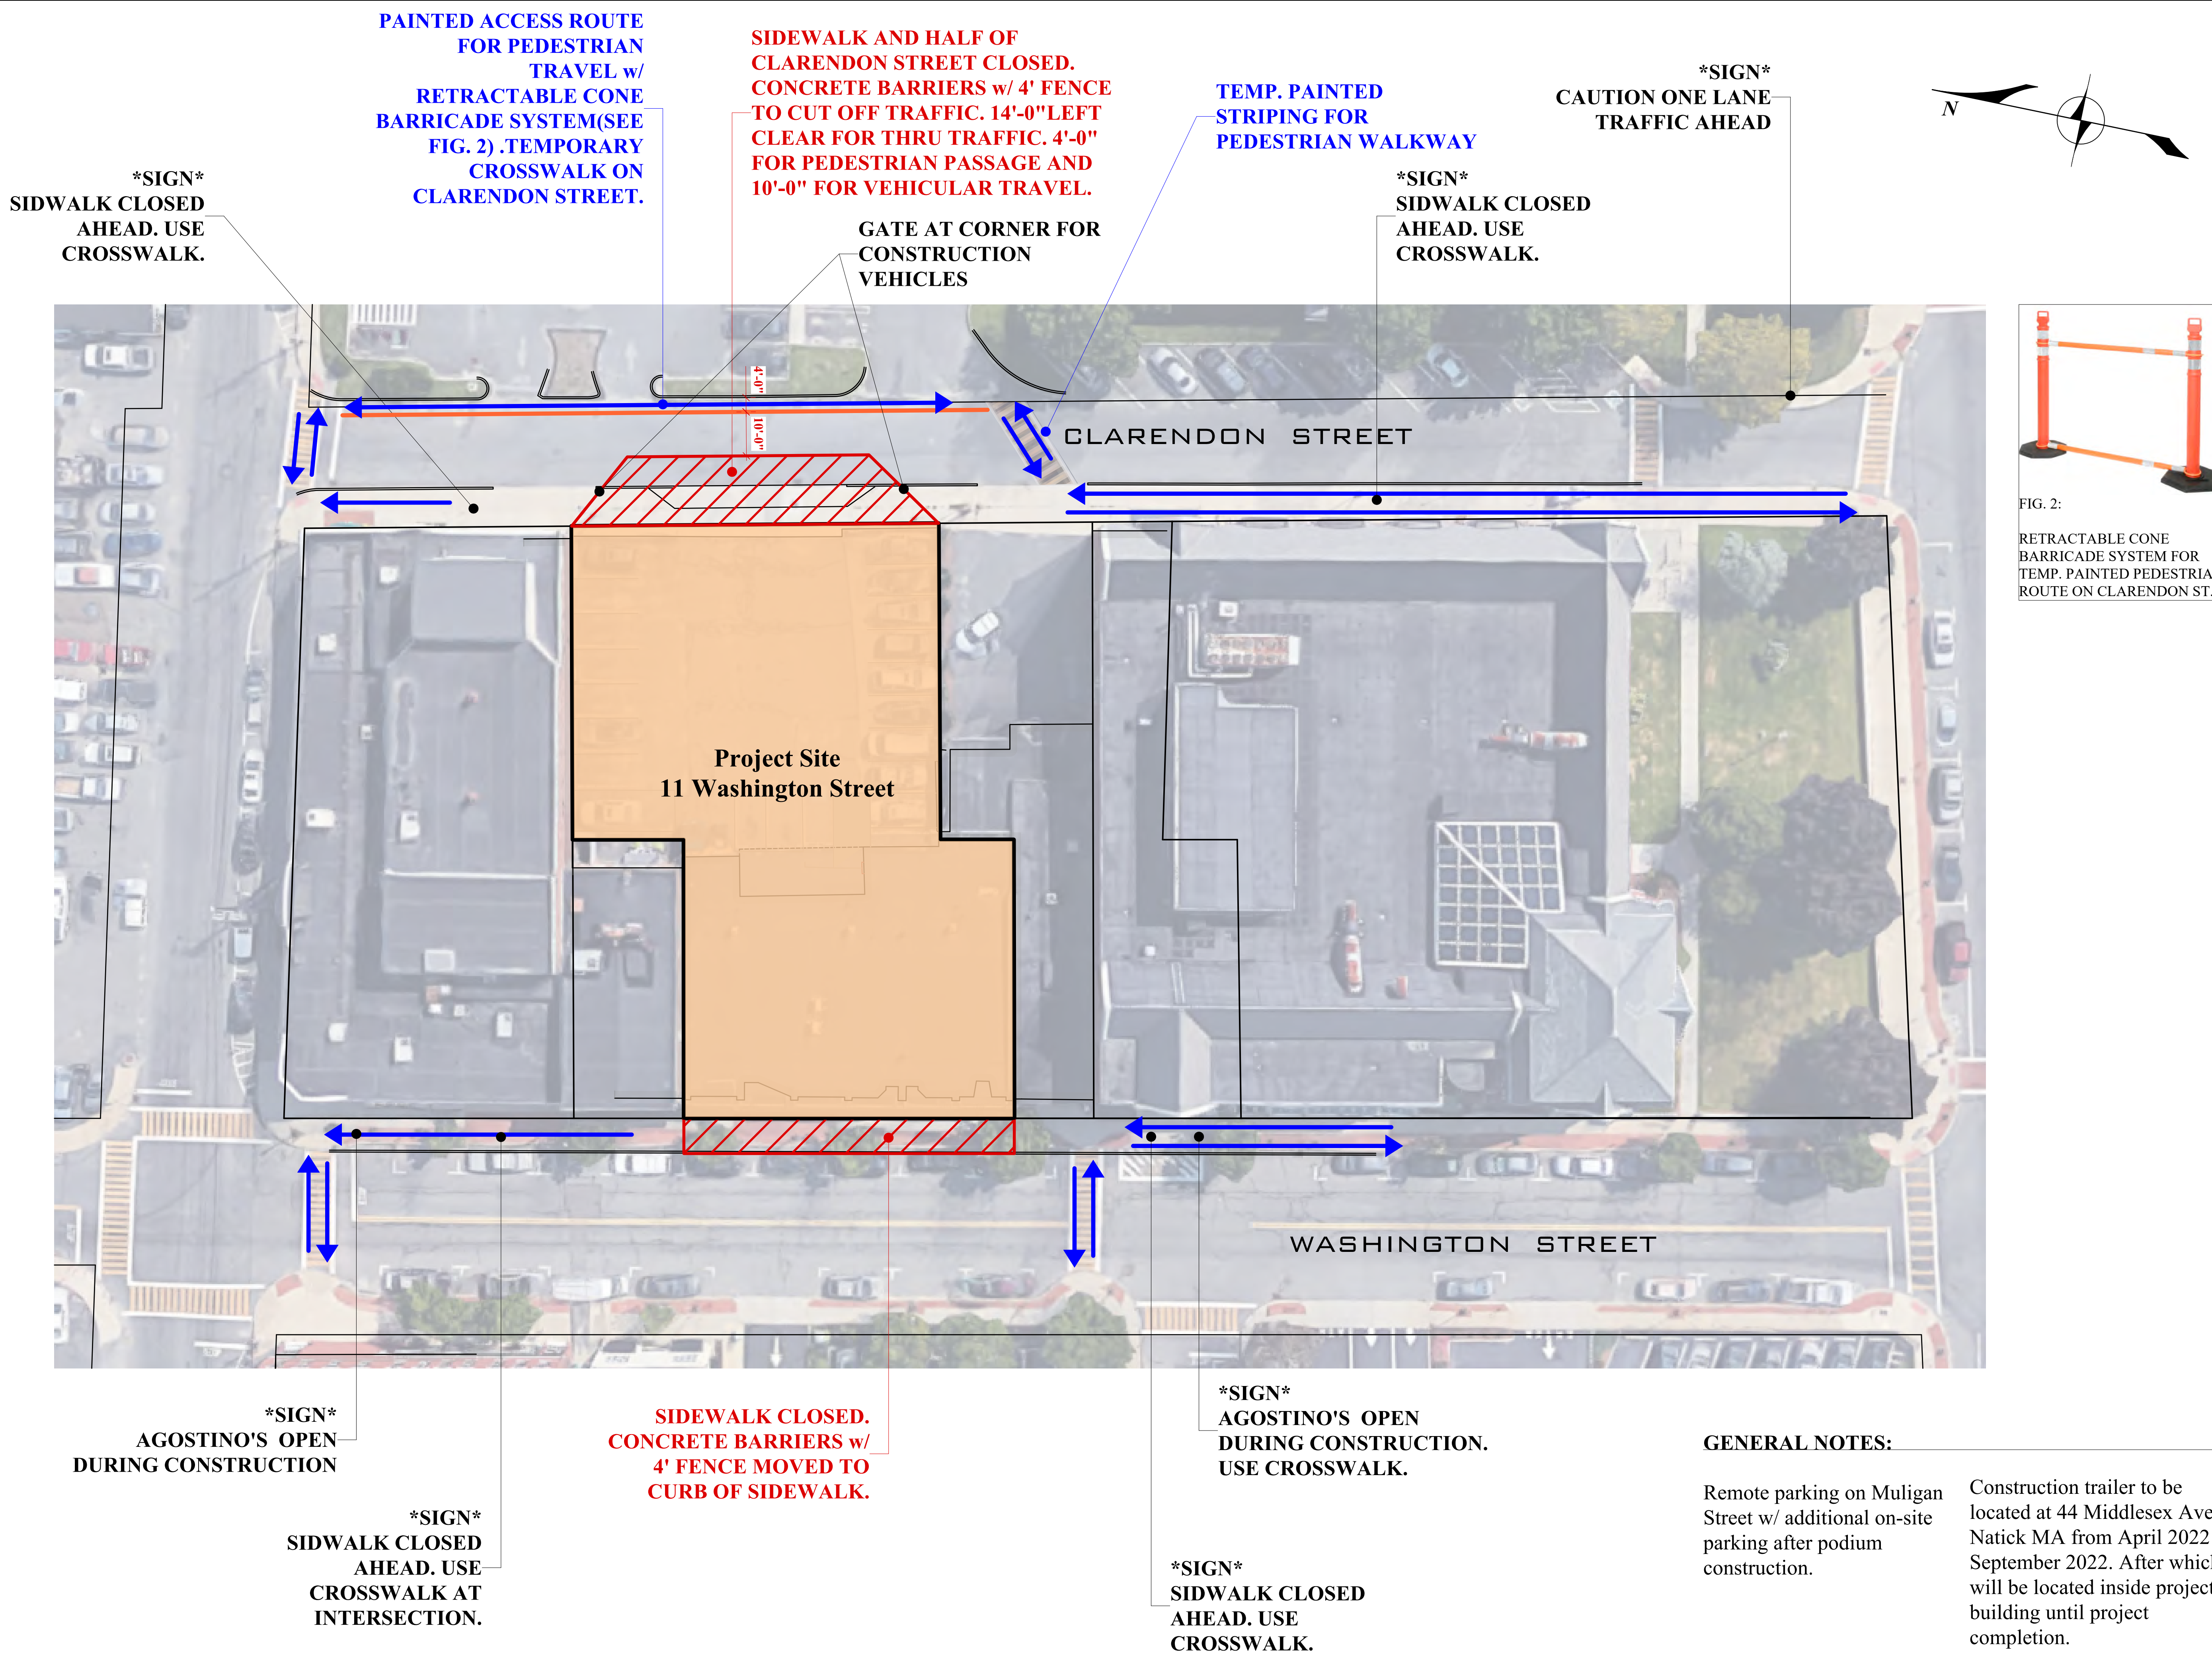 PAINTED ACCESS ROUTE
FOR PEDESTRIAN
TRAVEL w/
RETRACTABLE CONE
BARRICADE SYSTEM(SEE
FIG. 2) .TEMPORARY
CROSSWALK ON
CLARENDON STREET.
SIDEWALK AND HALF OF
CLARENDON STREET CLOSED.
CONCRETE BARRIERS w/ 4' FENCE
TO CUT OFF TRAFFIC. 14'-0"LEFT
CLEAR FOR THRU TRAFFIC. 4'-0"
FOR PEDESTRIAN PASSAGE AND
10'-0" FOR VEHICULAR TRAVEL.
TEMP. PAINTED
STRIPING FOR
PEDESTRIAN WALKWAY
*SIGN*
CAUTION ONE LANE
TRAFFIC AHEAD
N
*SIGN*
SIDWALK CLOSED
AHEAD. USE
CROSSWALK.
GATE AT CORNER FOR
CONSTRUCTION
VEHICLES
*SIGN*
SIDWALK CLOSED
AHEAD. USE
CROSSWALK.
4'-0"
10'-0"
CLARENDON STREET
FIG. 2:
RETRACTABLE CONE
BARRICADE SYSTEM FOR
TEMP. PAINTED PEDESTRIA
ROUTE ON CLARENDON ST.
Project Site
11 Washington Street
WASHINGTON STREET
*SIGN*
AGOSTINO'S OPEN
DURING CONSTRUCTION
*SIGN*
SIDWALK CLOSED
AHEAD. USE
CROSSWALK AT
INTERSECTION.
SIDEWALK CLOSED.
CONCRETE BARRIERS w/
4' FENCE MOVED TO
CURB OF SIDEWALK.
*SIGN*
AGOSTINO'S OPEN
DURING CONSTRUCTION.
USE CROSSWALK.
*SIGN*
SIDWALK CLOSED
AHEAD. USE
CROSSWALK.
GENERAL NOTES:
Remote parking on Muligan
Street w/ additional on-site
parking after podium
construction.
Construction trailer to be
located at 44 Middlesex Ave
Natick MA from April 2022
September 2022. After which
will be located inside project
building until project
completion.